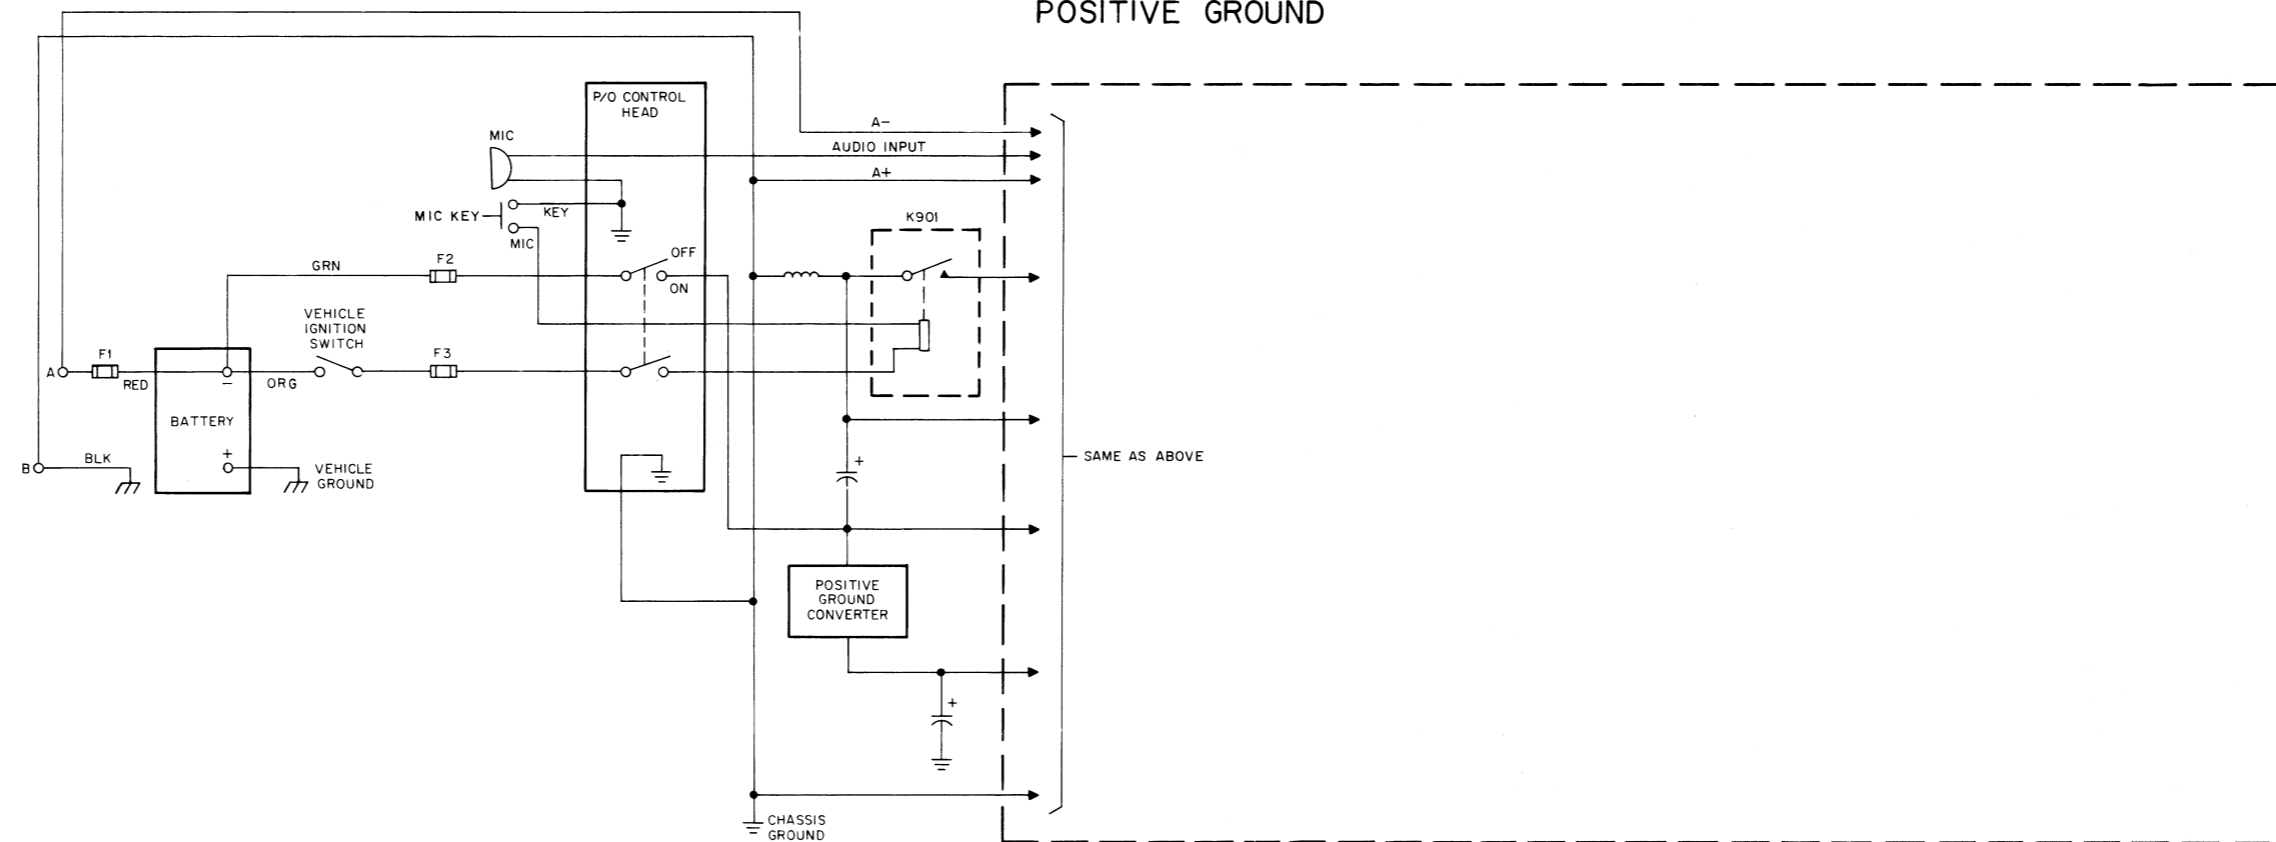 POSITIVE GROUND
P/O CONTROL
HEAD
MIC
A-
AUDIO INPUT
A+
MIC KEY
KEY
MIC
K901
OFF
ON
GRN
F2
VEHICLE
IGNITION
SWITCH
F1
F3
A
RED
-
ORG
BATTERY
+
B
BLK
VEHICLE
GROUND
+
SAME AS ABOVE
POSITIVE
GROUND
CONVERTER
+
CHASSIS
GROUND